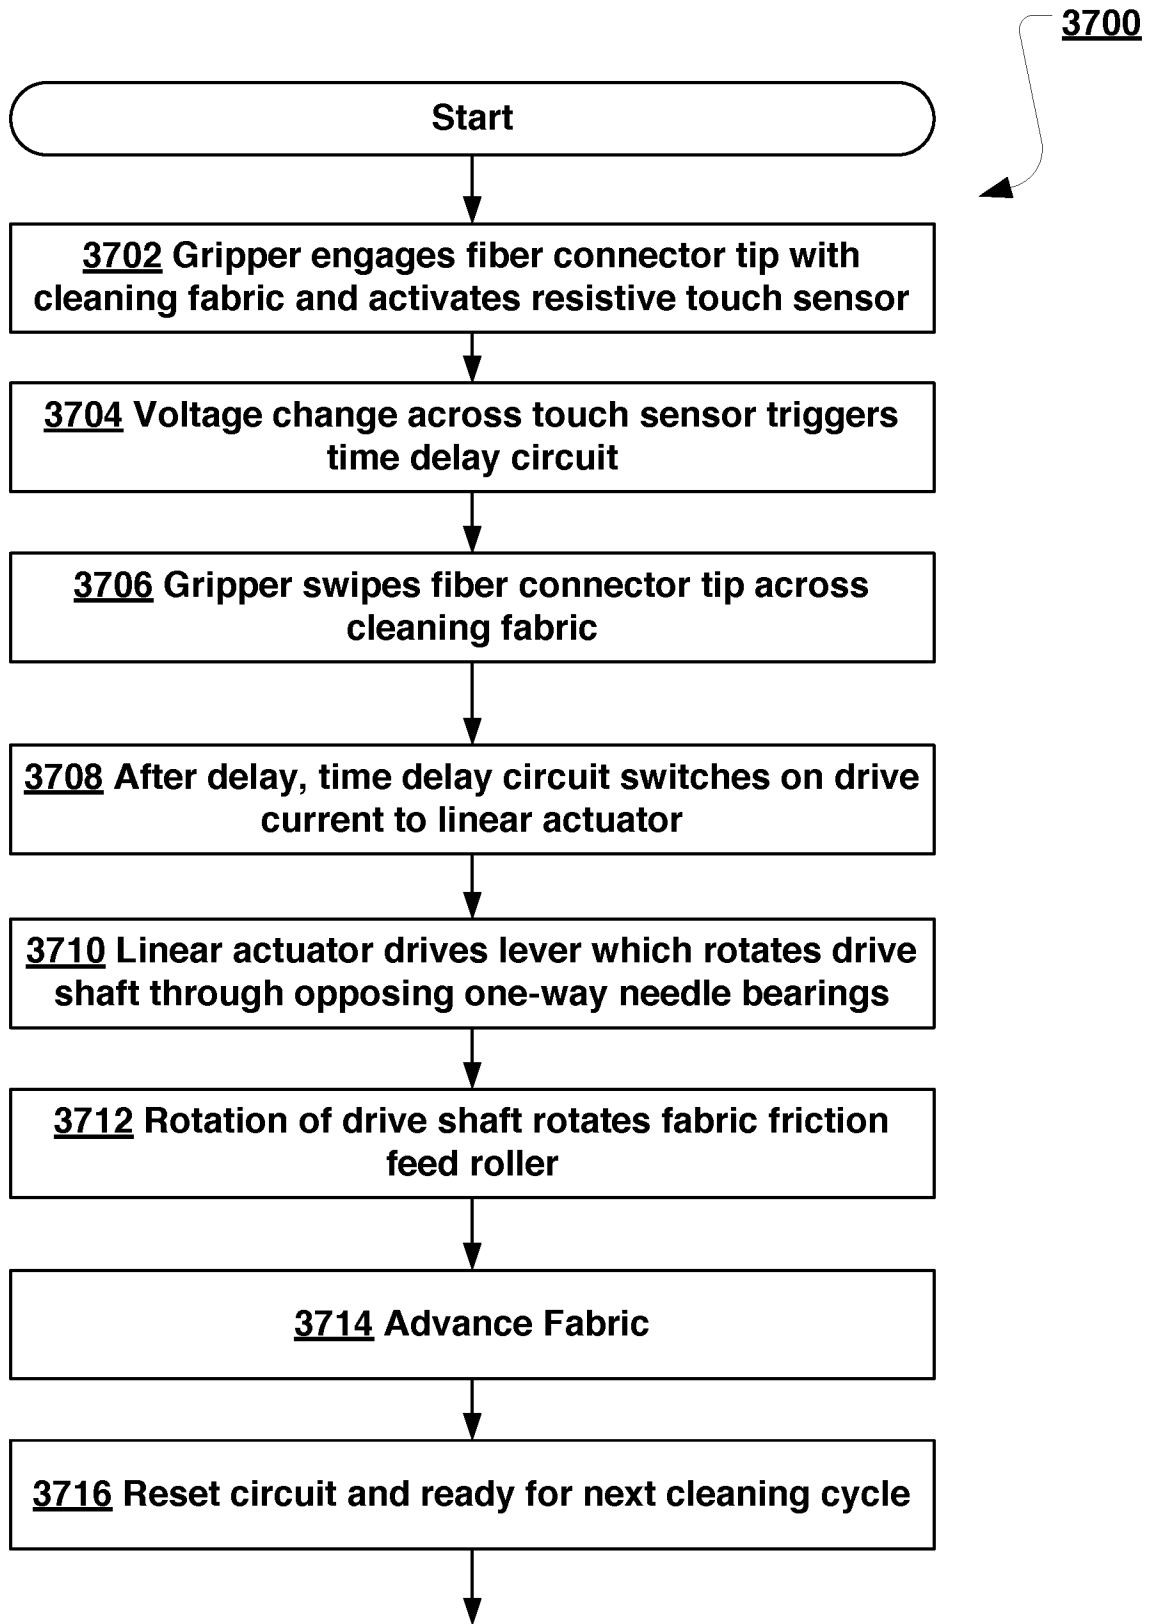 3700
Start
3702 Gripper engages fiber connector tip with
cleaning fabric and activates resistive touch sensor
3704 Voltage change across touch sensor triggers
time delay circuit
3706 Gripper swipes fiber connector tip across
cleaning fabric
3708 After delay, time delay circuit switches on drive
current to linear actuator
3710 Linear actuator drives lever which rotates drive
shaft through opposing one-way needle bearings
3712 Rotation of drive shaft rotates fabric friction
feed roller
3714 Advance Fabric
3716 Reset circuit and ready for next cleaning cycle